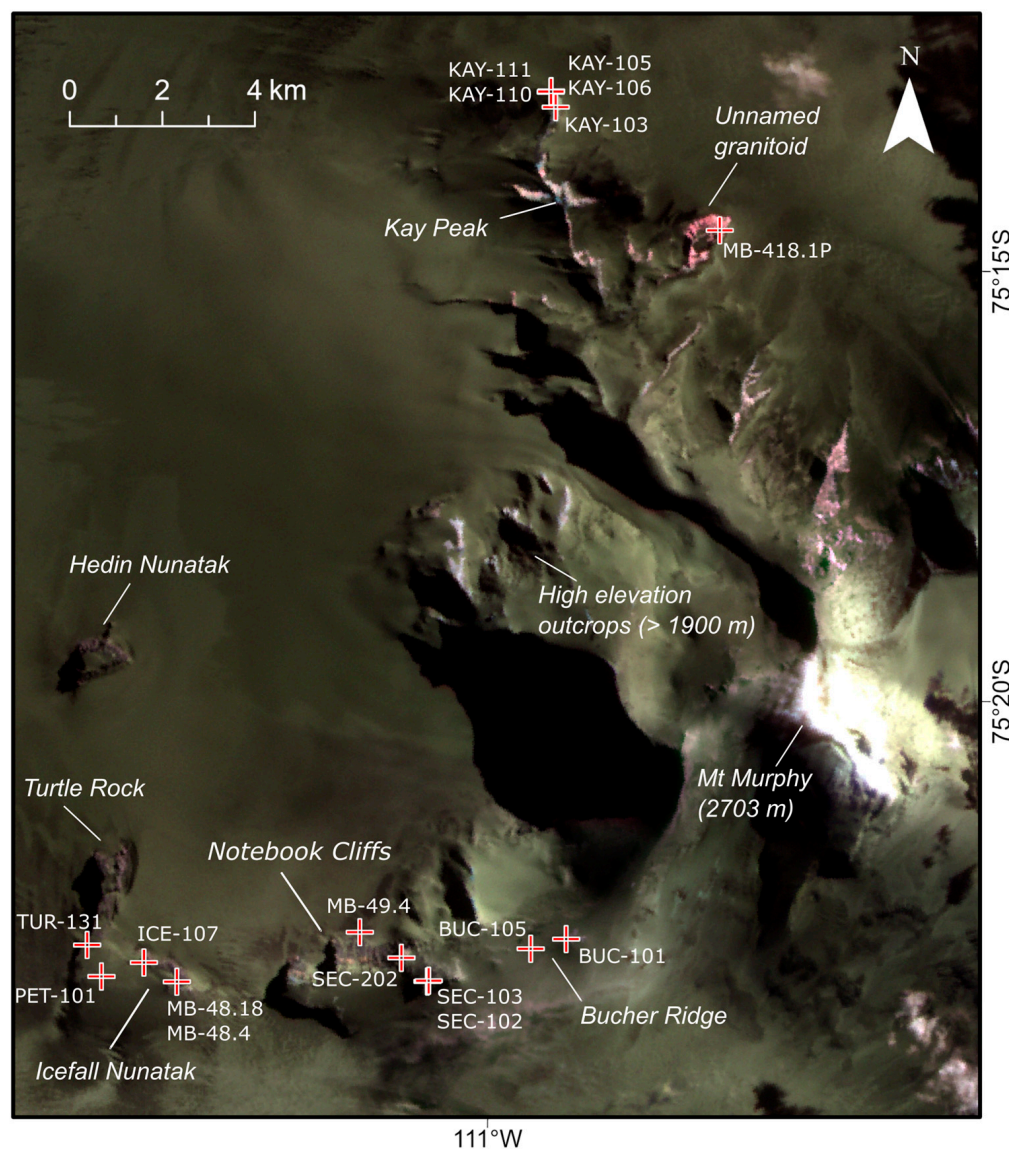 N
KAY-111
KAY-110
KAY-105
KAY-106
KAY-103
0 2 4 km
Unnamed
granitoid
Kay Peak
MB-418.1P
75°15'S
Hedin Nunatak
High elevation
outcrops (> 1900 m)
75°20'S
Mt Murphy
(2703 m)
Turtle Rock
Notebook Cliffs
MB-49.4
TUR-131
ICE-107
BUC-105
BUC-101
SEC-202
PET-101
SEC-103
SEC-102
MB-48.18
MB-48.4
Bucher Ridge
Icefall Nunatak
111°W